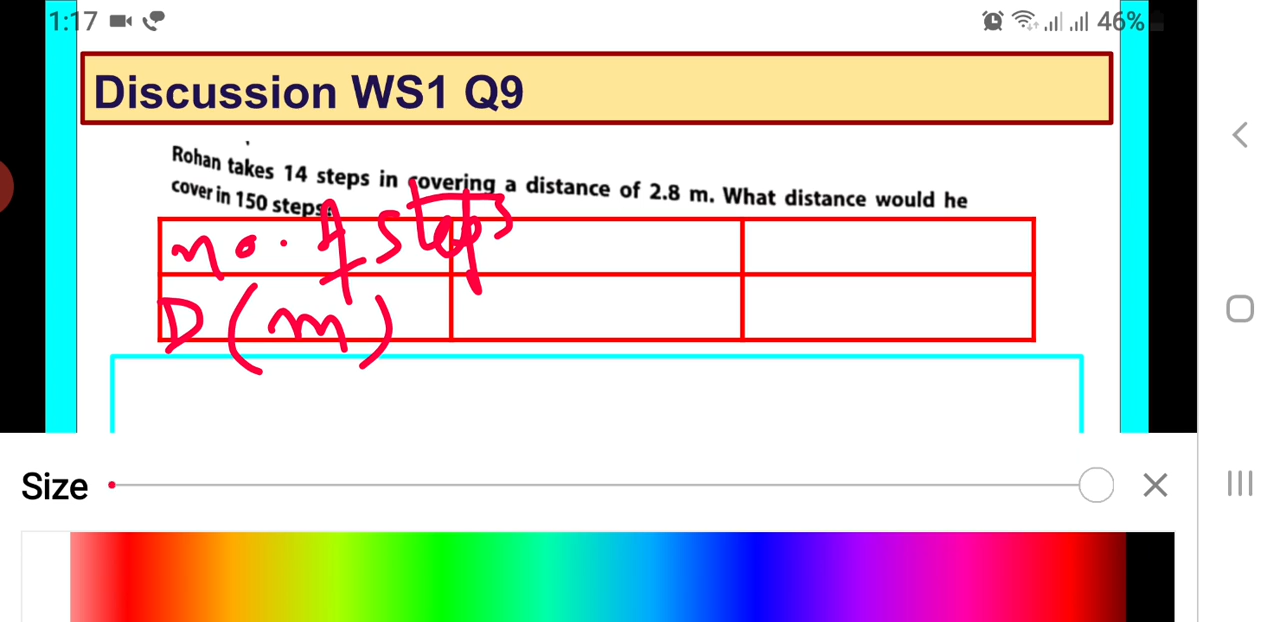 1:17 46%
Discussion WS1 Q9
Rohan takes 14 steps in covering a distance of 2.8 m. What distance would he
cover in 150 steps
no. of steps
D (m)
Size